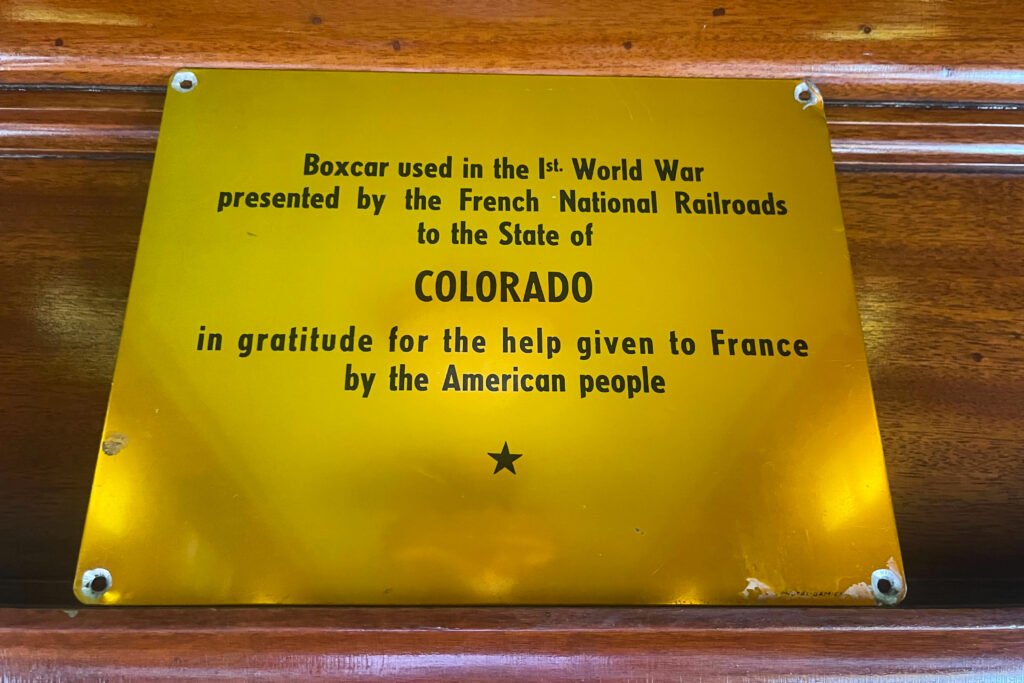 Boxcar used in the 1st. World War
presented by the French National Railroads
to the State of
COLORADO
in gratitude for the help given to France
by the American people